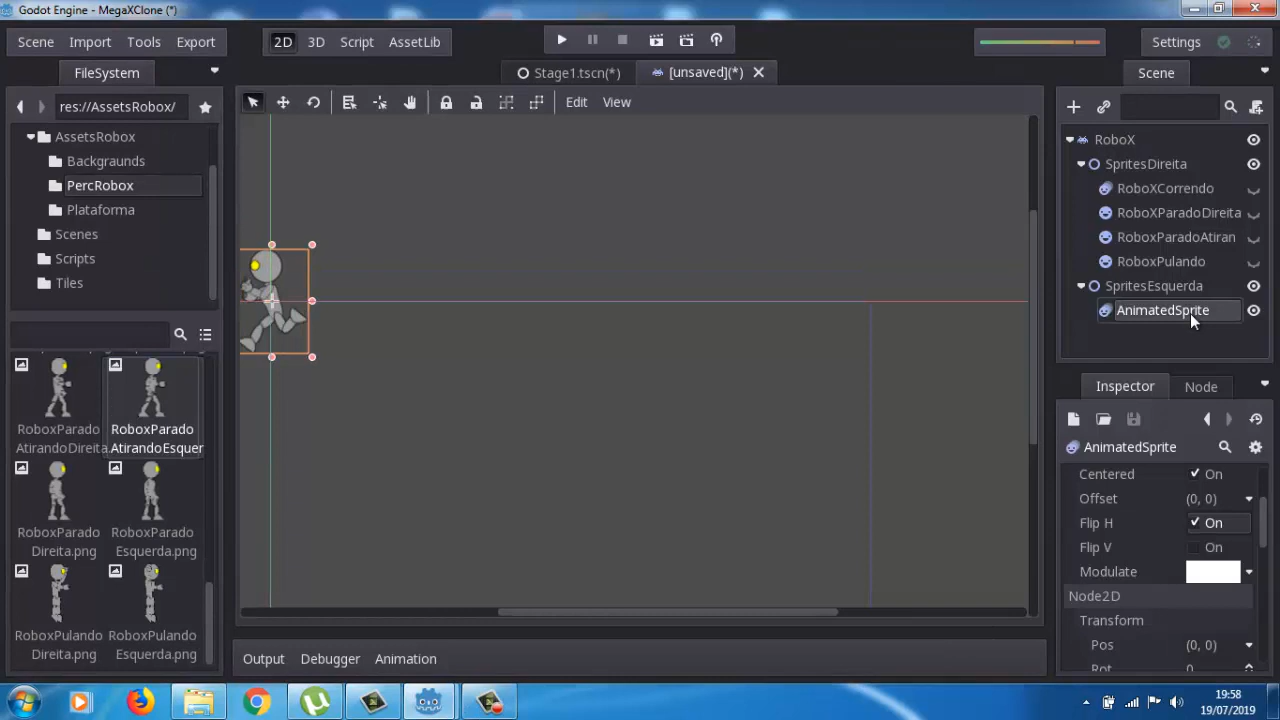 Godot Engine - MegaXClone (*)
Scene Import Tools Export
2D 3D Script AssetLib
Settings
FileSystem
Stage1.tscn(*)
[unsaved](*)
Scene
res://AssetsRobox/
Edit View
AssetsRobox
Backgrounds
PercRobox
Plataforma
Scenes
Scripts
Tiles
RoboX
SpritesDireita
RoboXCorrendo
RoboXParadoDireita
RoboxParadoAtiran
RoboxPulando
SpritesEsquerda
AnimatedSprite
RoboxParado
AtirandoDireita.
RoboxParado
.AtirandoEsquer
RoboxParado
Direita.png
RoboxParado
Esquerda.png
RoboxPulando
Direita.png
RoboxPulando
Esquerda.png
Inspector Node
AnimatedSprite
Centered On
Offset (0, 0)
Flip H On
Flip V On
Modulate
Node2D
Transform
Pos (0, 0)
Rot 0
Output Debugger Animation
19:58
19/07/2019